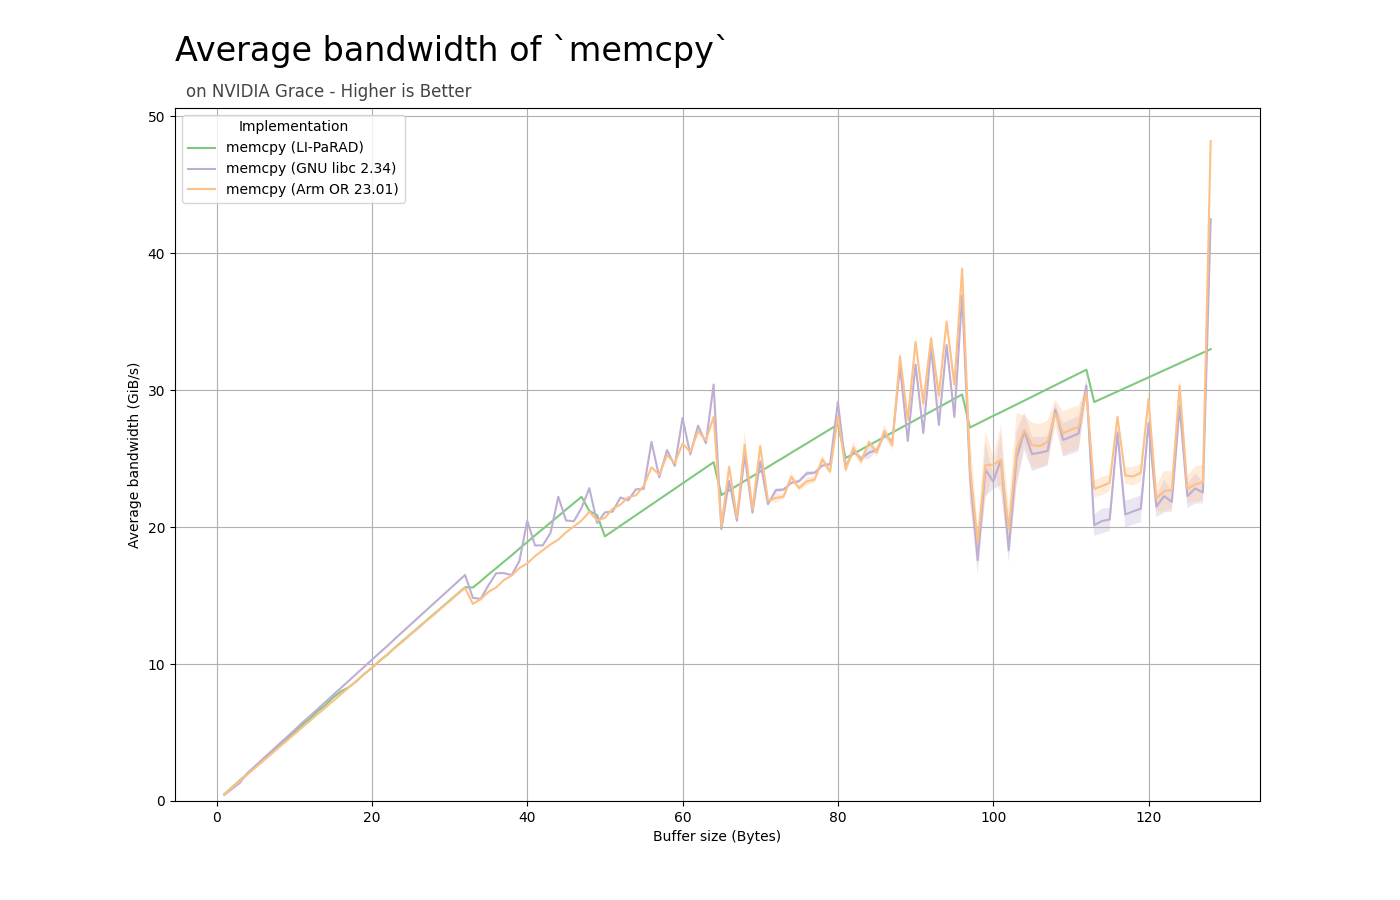 Average bandwidth of `memcpy`
on NVIDIA Grace - Higher is Better
Implementation
memcpy (LI-PaRAD)
memcpy (GNU libc 2.34)
memcpy (Arm OR 23.01)
Average bandwidth (GiB/s)
50
40
30
20
10
0
0 20 40 60 80 100 120
Buffer size (Bytes)